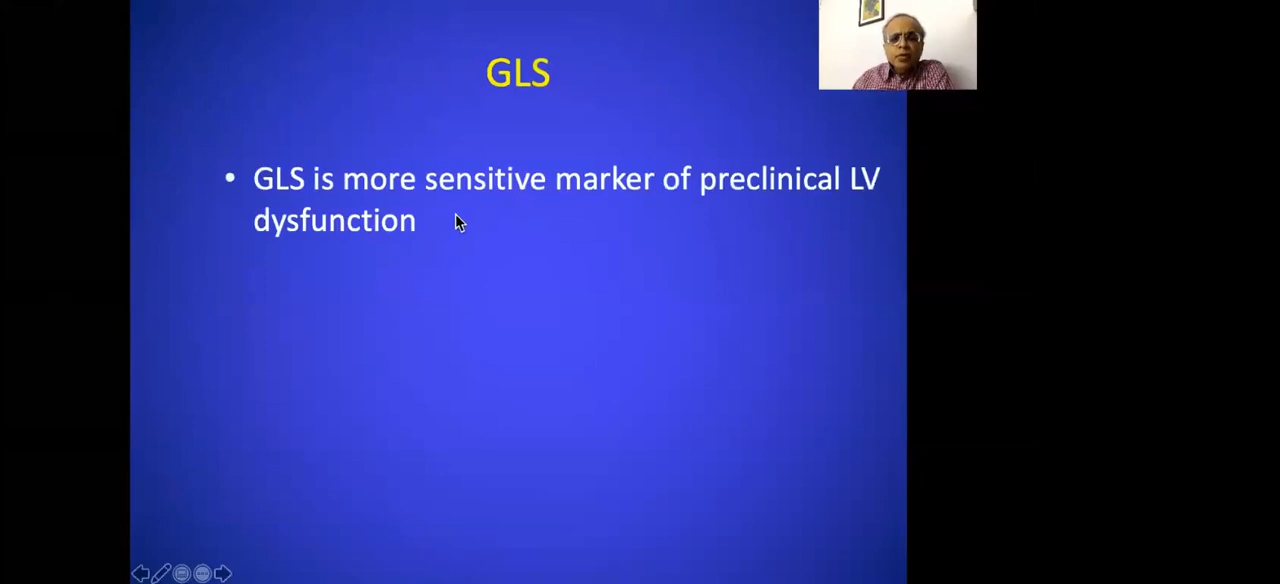 GLS
• GLS is more sensitive marker of preclinical LV
dysfunction